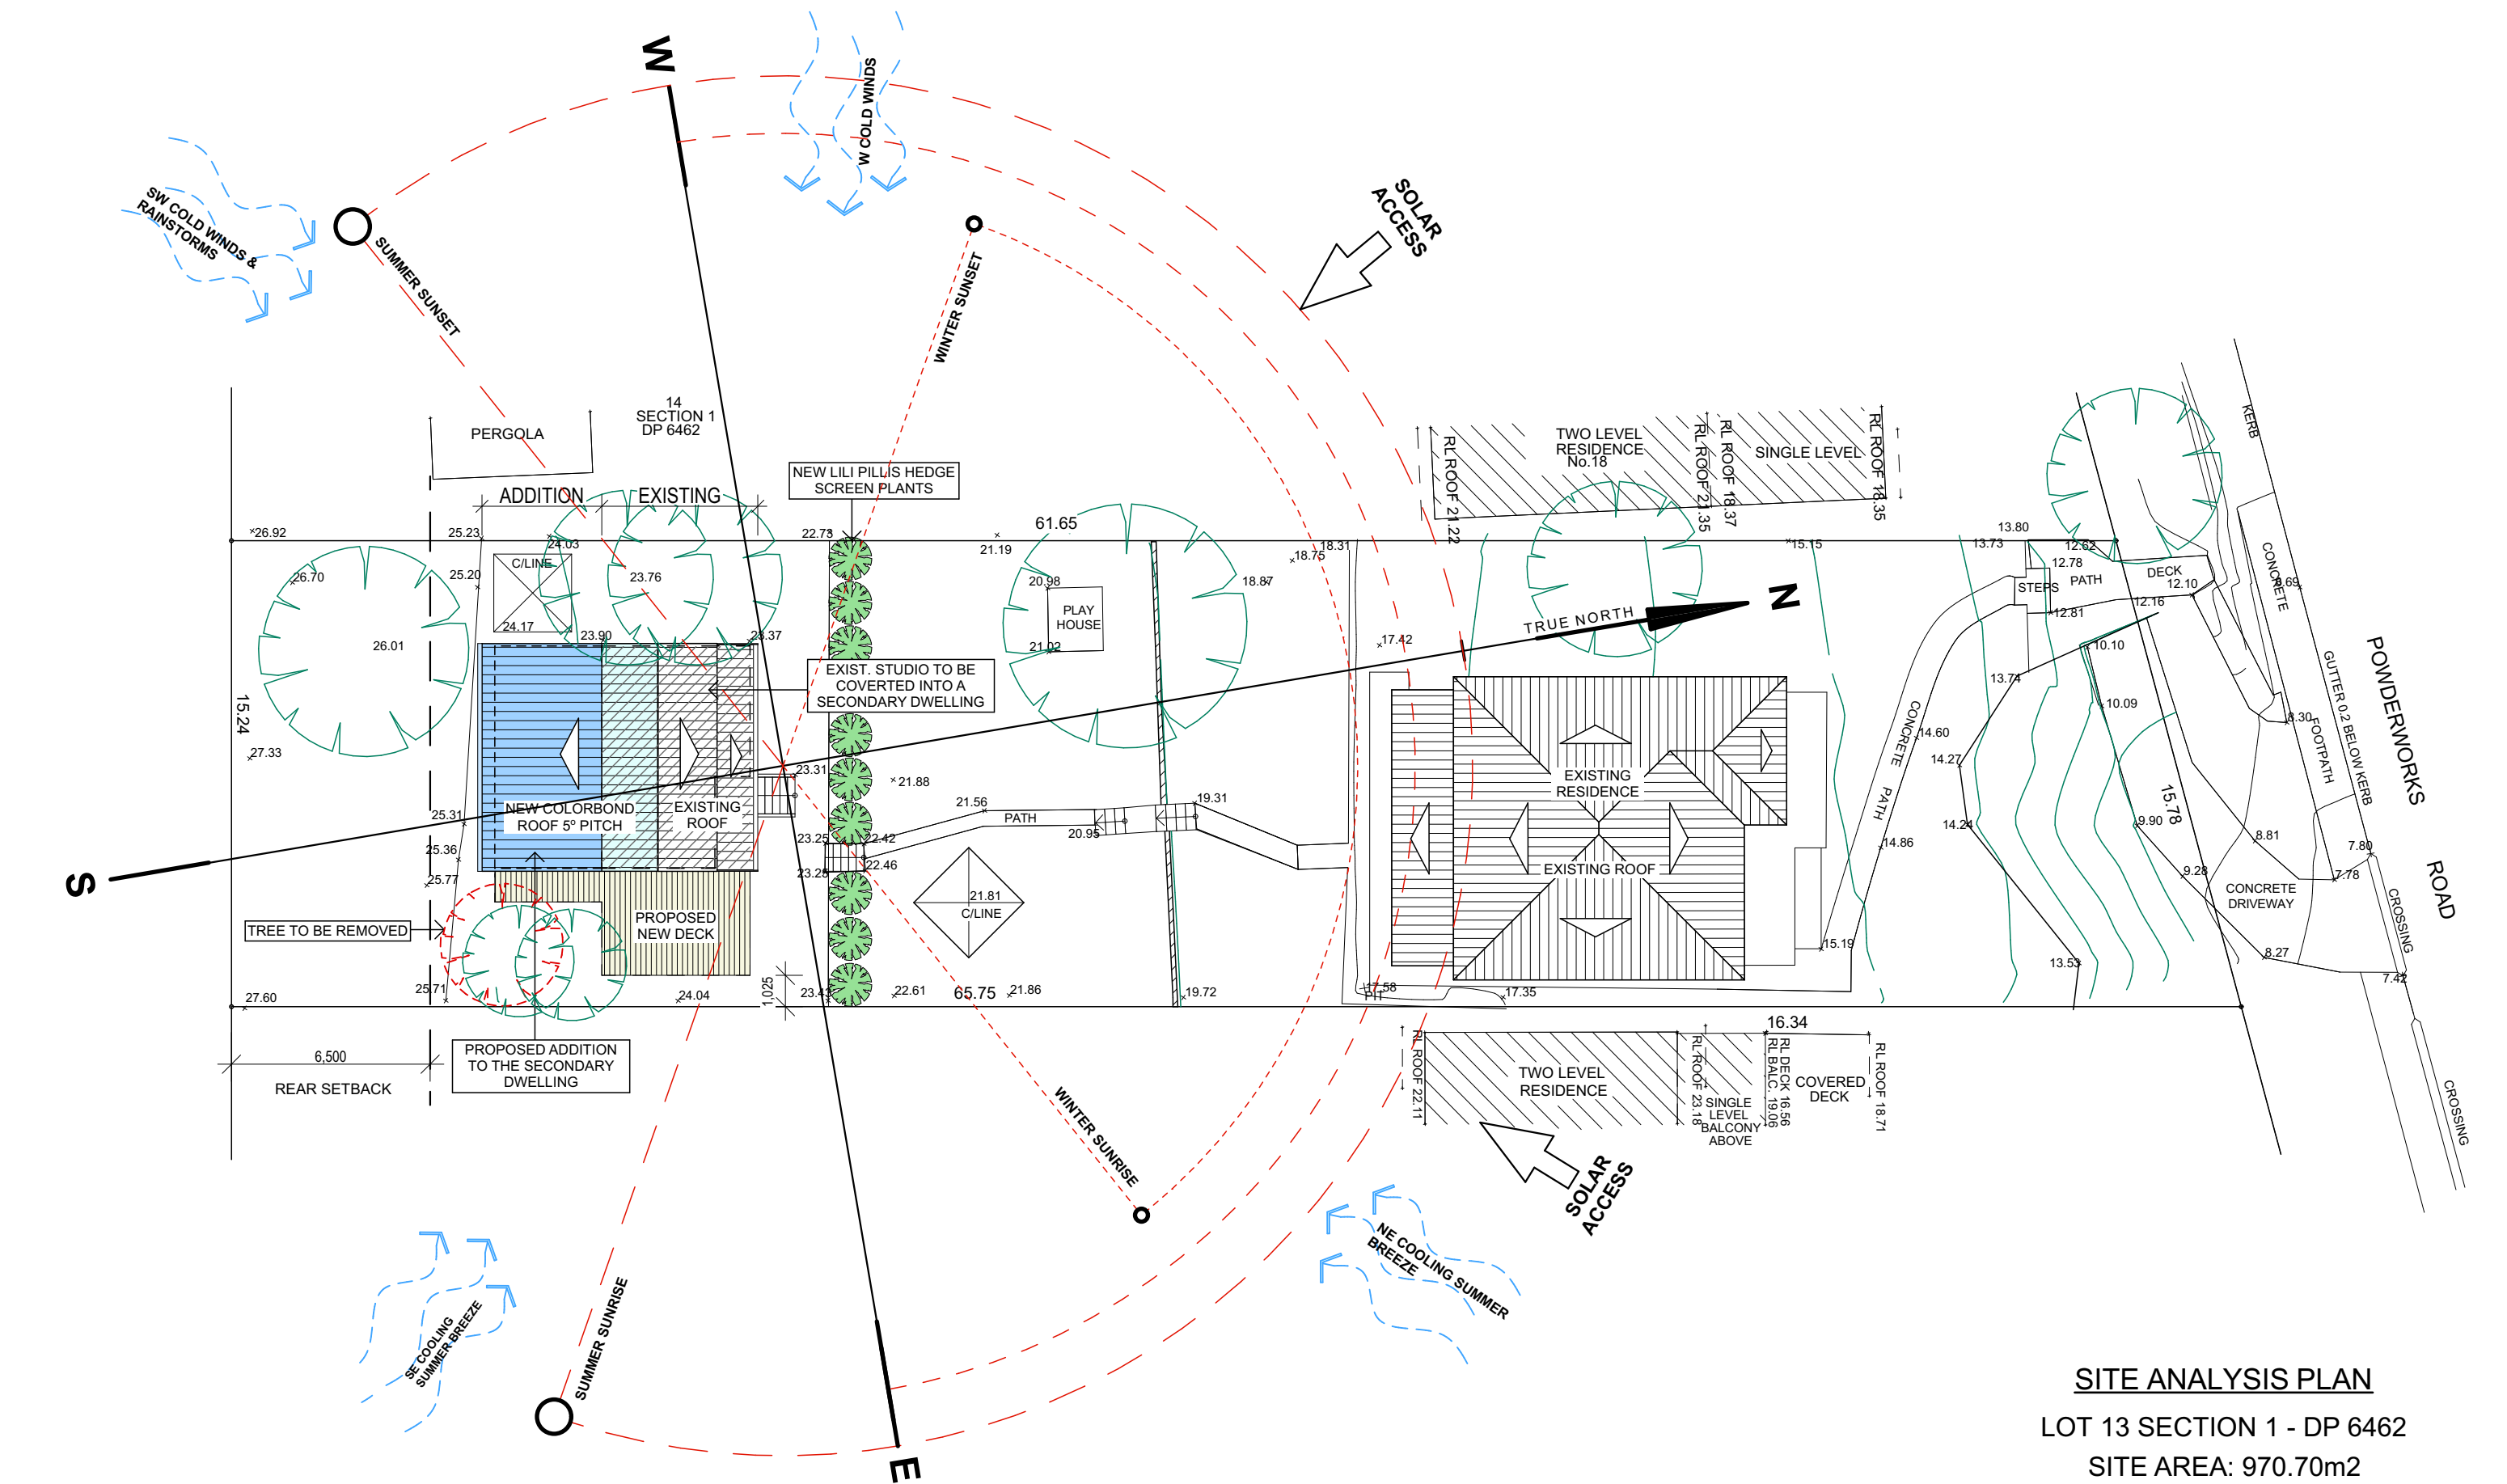 W
W COLD WINDS
SW COLD WINDS &
RAINSTORMS
SUMMER SUNSET
WINTER SUNSET
SOLAR
ACCESS
14
SECTION 1
DP 6462
PERGOLA
NEW LILI PILLIS HEDGE
SCREEN PLANTS
ADDITION
EXISTING
61.65
TWO LEVEL
RESIDENCE
No.18
SINGLE LEVEL
RL ROOF 21.22
RL ROOF 21.35
RL ROOF 18.37
RL ROOF 18.35
KERB
26.92
25.23
24.03
22.73
21.19
18.75
18.31
15.15
13.80
13.73
12.62
26.70
25.20
C/LINE
23.76
20.98
18.87
12.78
STEPS
PATH
DECK
12.10
CONCRETE
8.69
PLAY
HOUSE
TRUE NORTH
N
12.81
12.16
24.17
23.90
23.37
26.01
21.02
17.42
10.10
EXIST. STUDIO TO BE
COVERTED INTO A
SECONDARY DWELLING
13.74
10.09
8.30
FOOTPATH
GUTTER 0.2 BELOW KERB
POWDERWORKS
ROAD
15.24
27.33
23.31
21.88
CONCRETE PATH
14.60
14.27
EXISTING
RESIDENCE
15.78
25.31
NEW COLORBOND
ROOF 5º PITCH
EXISTING
ROOF
21.56
PATH
20.95
19.31
14.24
9.90
8.81
25.36
23.25
22.42
14.86
7.80
S
25.77
23.28
22.46
EXISTING ROOF
9.28
7.78
CONCRETE
DRIVEWAY
CROSSING
21.81
C/LINE
TREE TO BE REMOVED
PROPOSED
NEW DECK
15.19
8.27
13.53
7.42
27.60
25.71
24.04
1,025
22.61
65.75
21.86
19.72
17.58
PIT
17.35
6,500
REAR SETBACK
PROPOSED ADDITION
TO THE SECONDARY
DWELLING
16.34
RL ROOF 22.11
TWO LEVEL
RESIDENCE
RL ROOF 23.18
SINGLE
LEVEL
BALCONY
ABOVE
RL DECK 16.56
RL BALC. 19.06
COVERED
DECK
RL ROOF 18.71
CROSSING
WINTER SUNRISE
SOLAR
ACCESS
NE COOLING SUMMER
BREEZE
SE COOLING
SUMMER BREEZE
SUMMER SUNRISE
E
SITE ANALYSIS PLAN
LOT 13 SECTION 1 - DP 6462
SITE AREA: 970.70m2